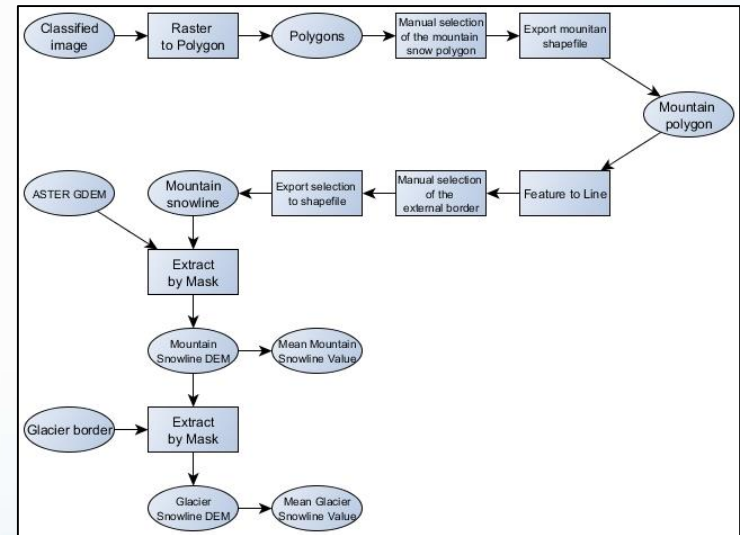 Classified
image
Raster
to Polygon
Polygons
Manual selection
of the mountain
snow polygon
Export mounitan
shapefile
Mountain
polygon
Feature to Line
Manual selection
of the
external border
Export selection
to shapefile
Mountain
snowline
ASTER GDEM
Extract
by Mask
Mountain
Snowline DEM
Mean Mountain
Snowline Value
Glacier border
Extract
by Mask
Glacier
Snowline DEM
Mean Glacier
Snowline Value